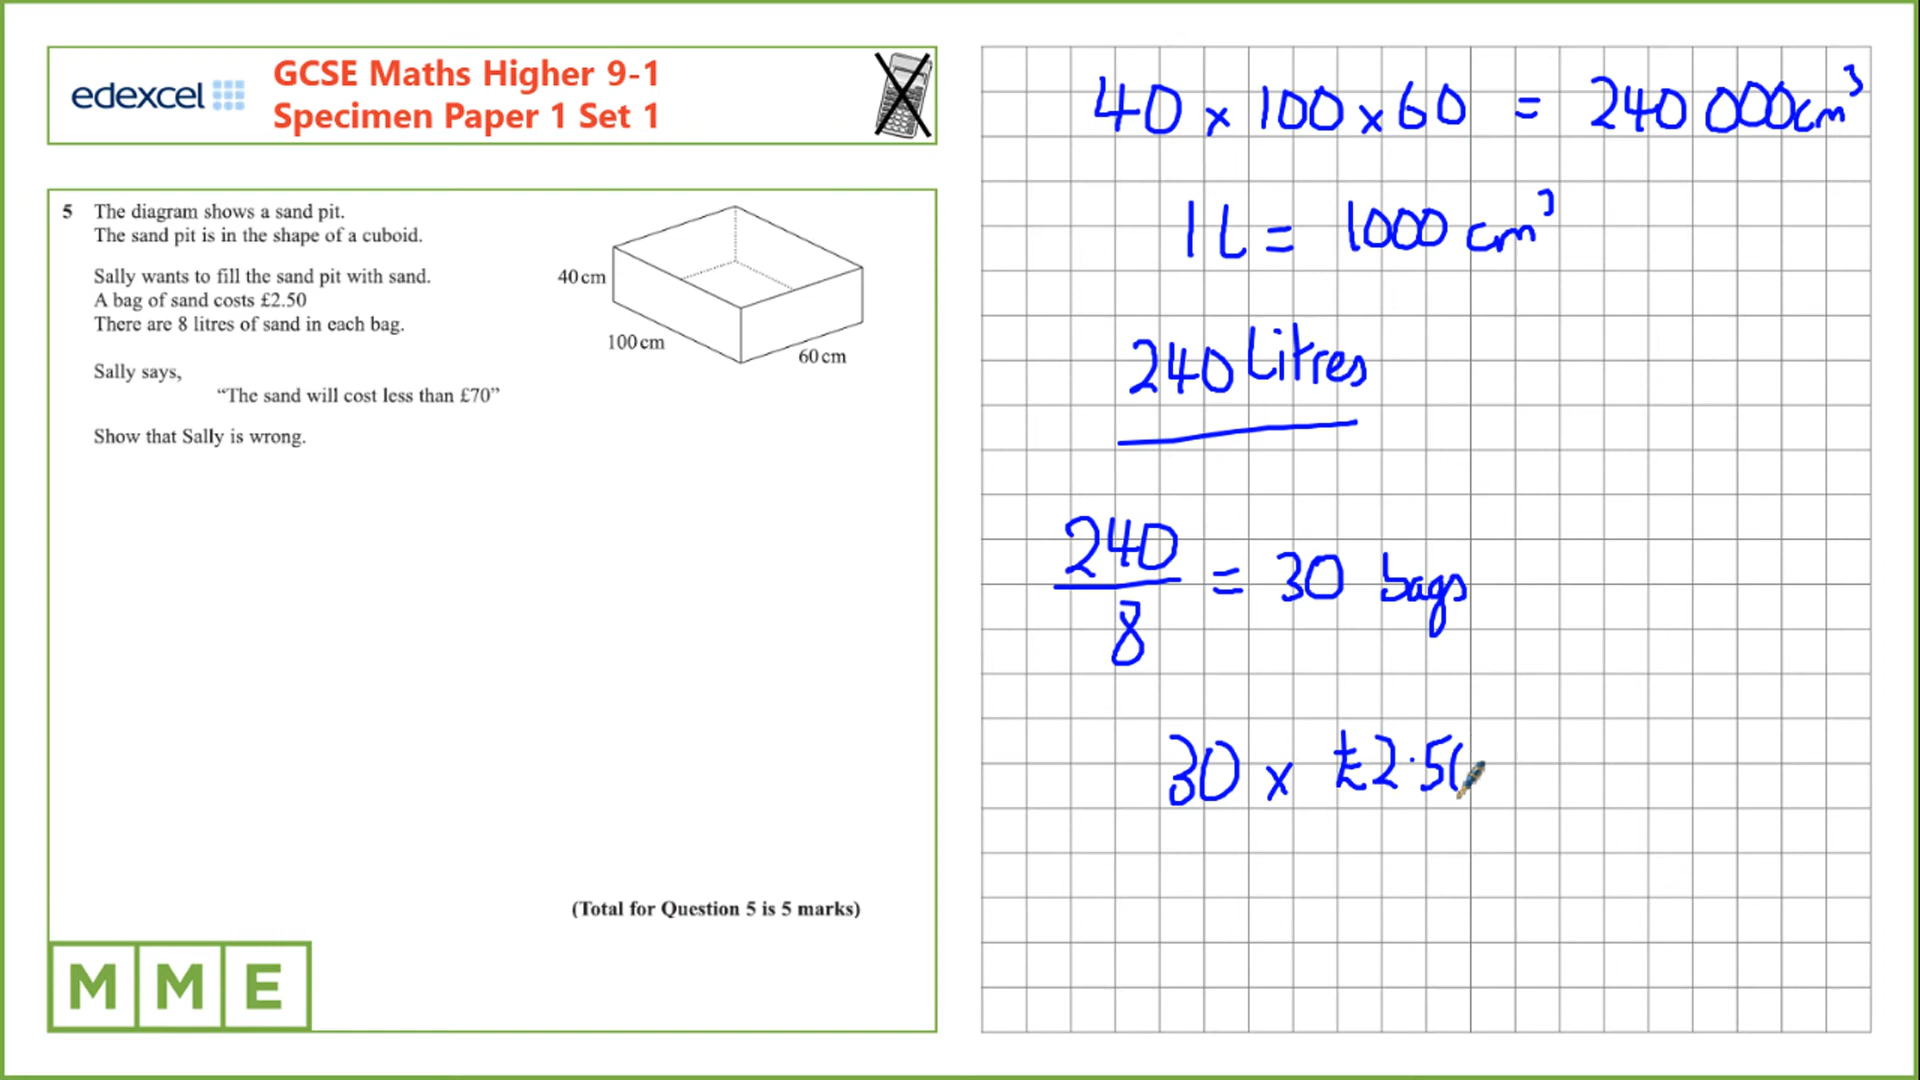 edexcel
GCSE Maths Higher 9-1
Specimen Paper 1 Set 1
5 The diagram shows a sand pit.
The sand pit is in the shape of a cuboid.
Sally wants to fill the sand pit with sand.
A bag of sand costs £2.50
There are 8 litres of sand in each bag.
Sally says,
“The sand will cost less than £70”
Show that Sally is wrong.
40 cm
100 cm
60 cm
(Total for Question 5 is 5 marks)
MME
40 × 100 × 60 = 240 000cm³
1L = 1000 cm³
240 Litres
240
8
= 30 bags
30 × £2.50